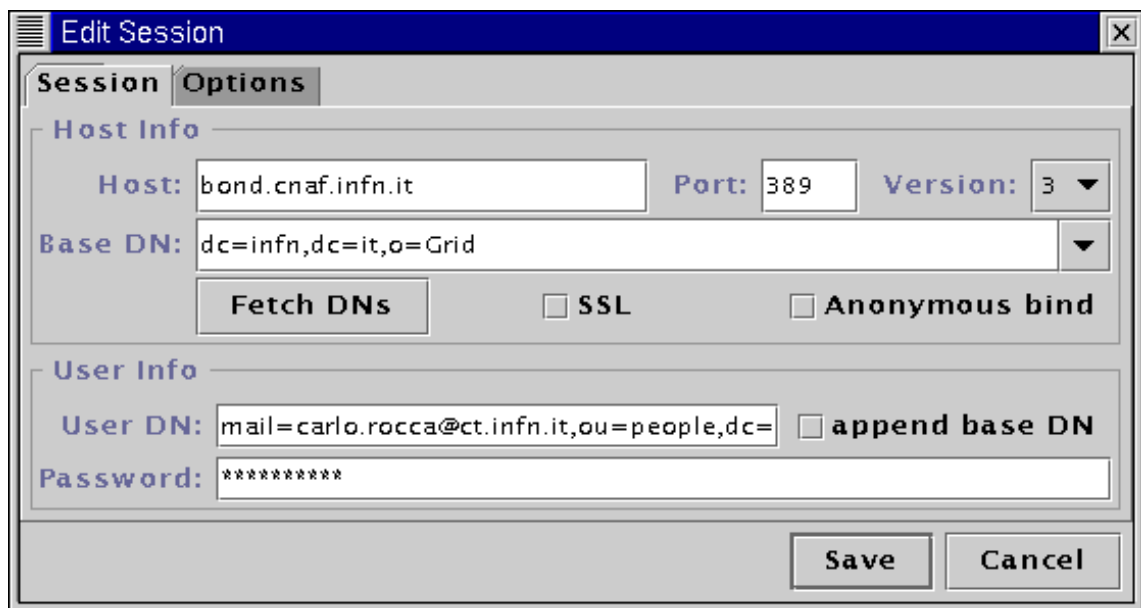 Edit Session
Session Options
Host Info
Host: bond.cnaf.infn.it Port: 389 Version: 3
Base DN: dc=infn,dc=it,o=Grid
Fetch DNs SSL Anonymous bind
User Info
User DN: mail=carlo.rocca@ct.infn.it,ou=people,dc= append base DN
Password: **********
Save Cancel